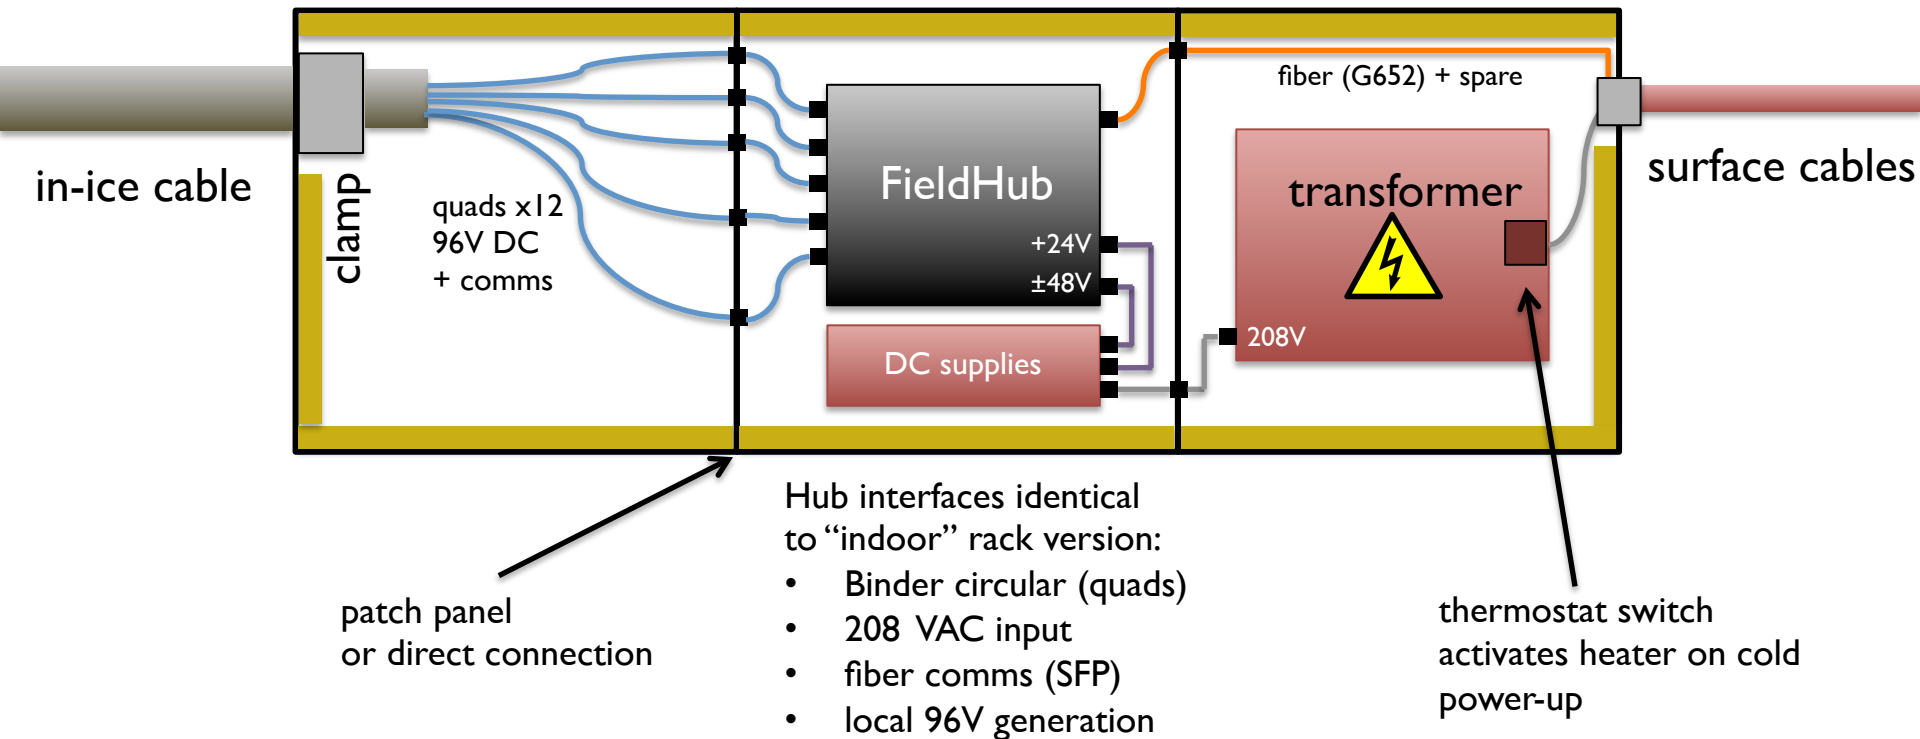 fiber (G652) + spare
in-ice cable
clamp
quads x12
96V DC
+ comms
FieldHub
+24V
±48V
DC supplies
transformer
208V
surface cables
patch panel
or direct connection
Hub interfaces identical
to “indoor” rack version:
• Binder circular (quads)
• 208 VAC input
• fiber comms (SFP)
• local 96V generation
thermostat switch
activates heater on cold
power-up